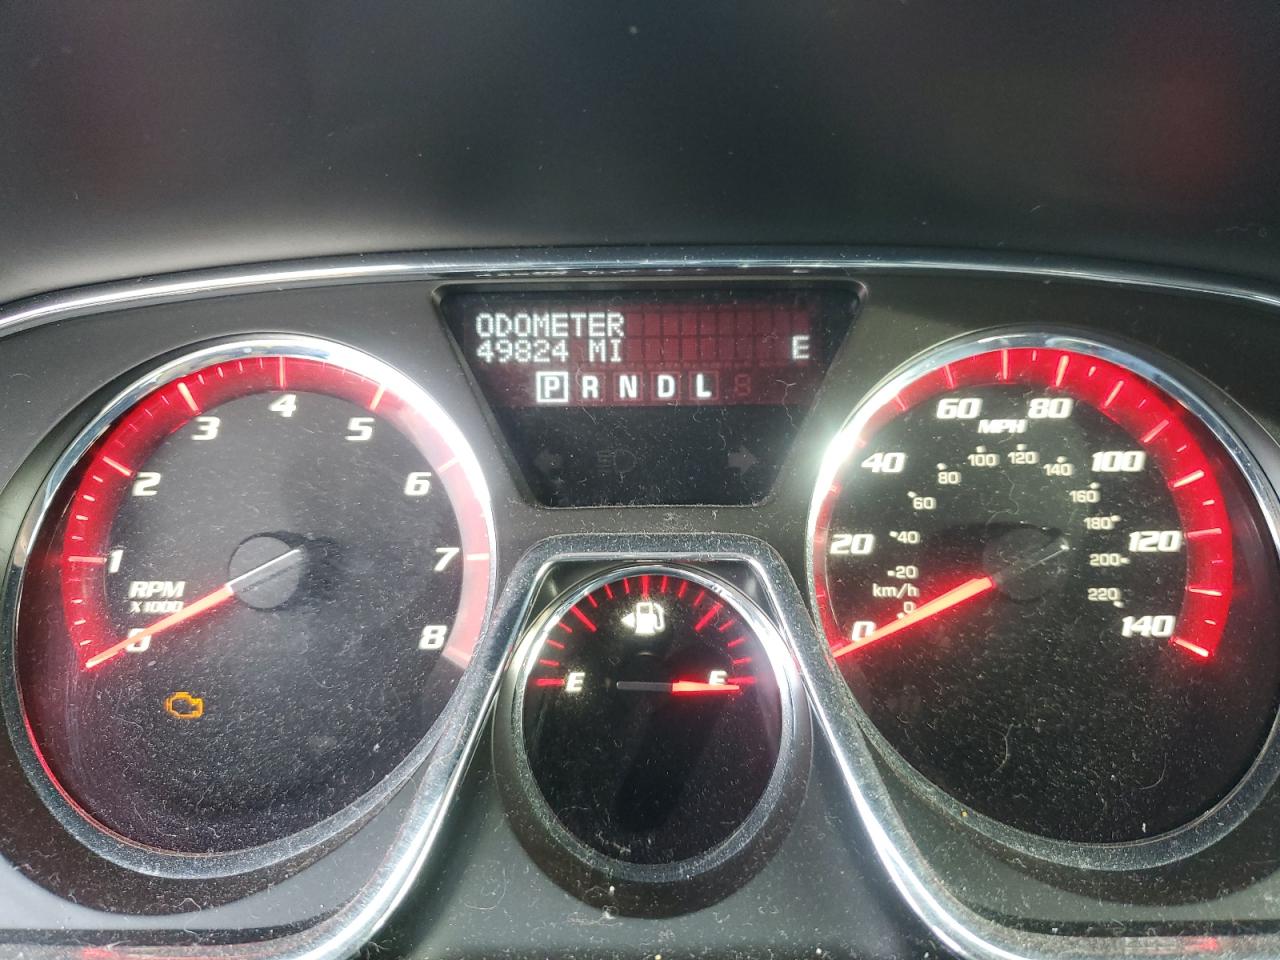 ODOMETER
49824 MI E
P R N D L
0 1 2 3 4 5 6 7 8
RPM
X1000
E F
0 20 40 60 80 100 120 140
MPH
0 20 40 60 80 100 120 140 160 180 200 220
km/h